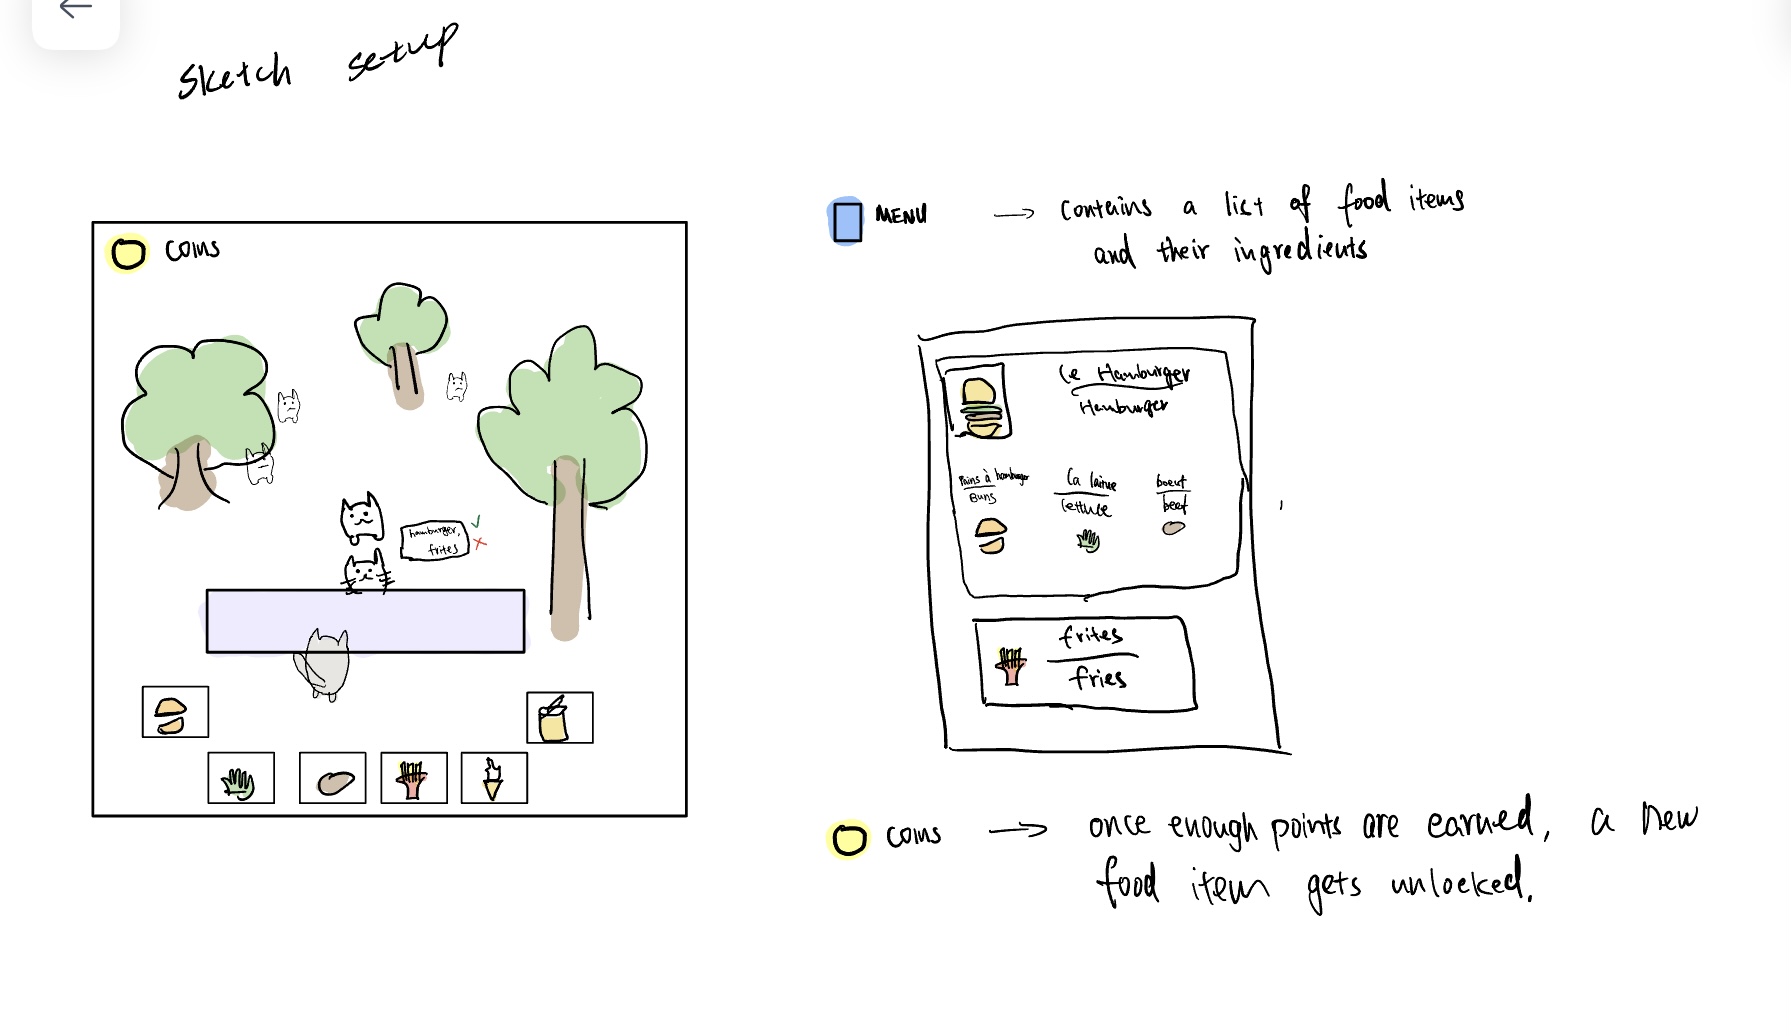 Sketch setup
COINS
hamburger,
frites
MENU → contains a list of food items
and their ingredients
Le Hamburger
Hamburger
Pains à hamburger
Buns
La laitue
lettuce
boeuf
beef
frites
fries
COINS → once enough points are earned, a new
food item gets unlocked.